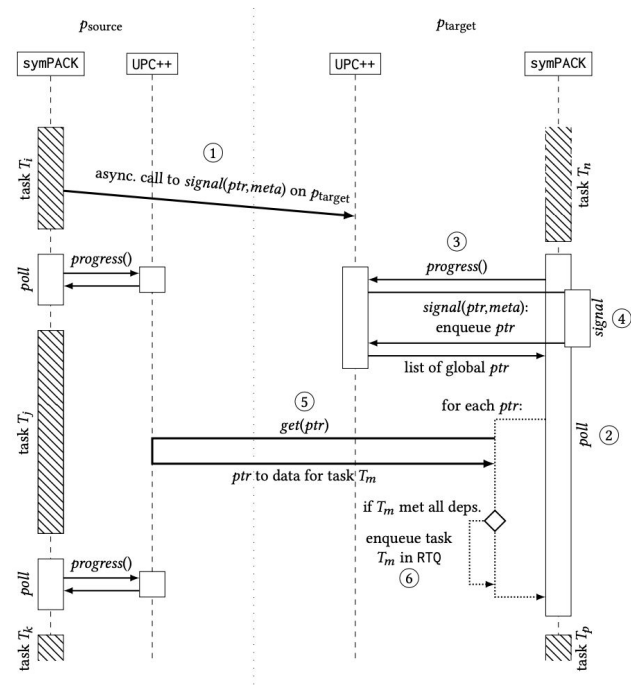 p_source
p_target
symPACK
UPC++
UPC++
symPACK
task T_i
①
async. call to signal(ptr,meta) on p_target
task T_n
poll
progress()
③
progress()
signal(ptr,meta):
enqueue ptr
signal
④
list of global ptr
task T_j
⑤
get(ptr)
for each ptr:
poll
②
ptr to data for task T_m
if T_m met all deps.
enqueue task
T_m in RTQ
⑥
poll
progress()
task T_k
task T_p